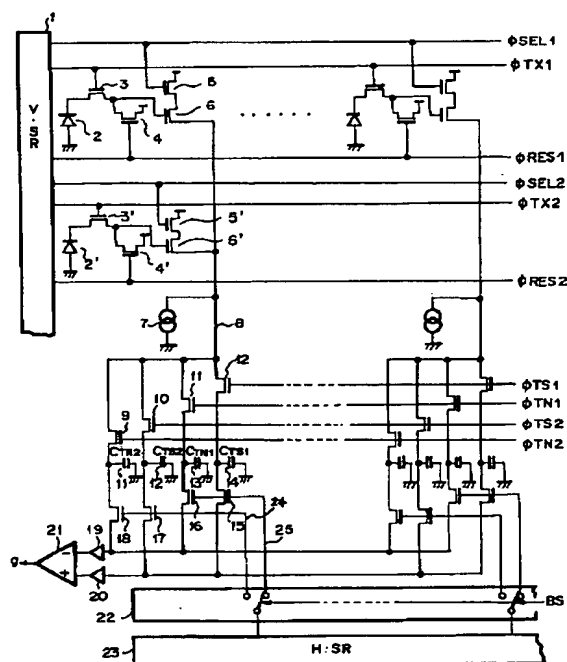 1
φSEL1
φTX1
3
5
6
2
4
V·SR
φRES1
φSEL2
φTX2
3'
5'
6'
2'
4'
φRES2
7
8
12
11
10
9
φTS1
φTN1
φTS2
φTN2
CTN2
CTS2
CTN1
CTS1
11
12
13
14
24
18
17
16
15
25
21
19
20
g
22
BS
23
H·SR